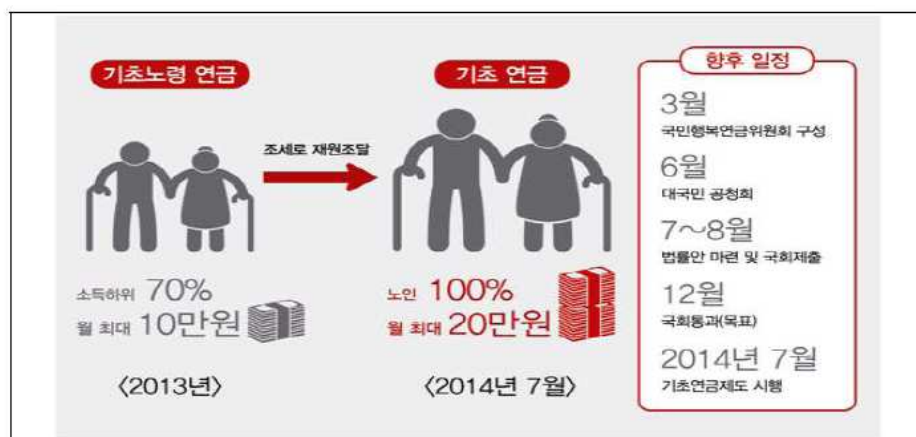 기초노령 연금
조세로 재원조달
기초 연금
소득하위 70%
월 최대 10만원
〈2013년〉
노인 100%
월 최대 20만원
〈2014년 7월〉
향후 일정
3월
국민행복연금위원회 구성
6월
대국민 공청회
7~8월
법률안 마련 및 국회제출
12월
국회통과(목표)
2014년 7월
기초연금제도 시행